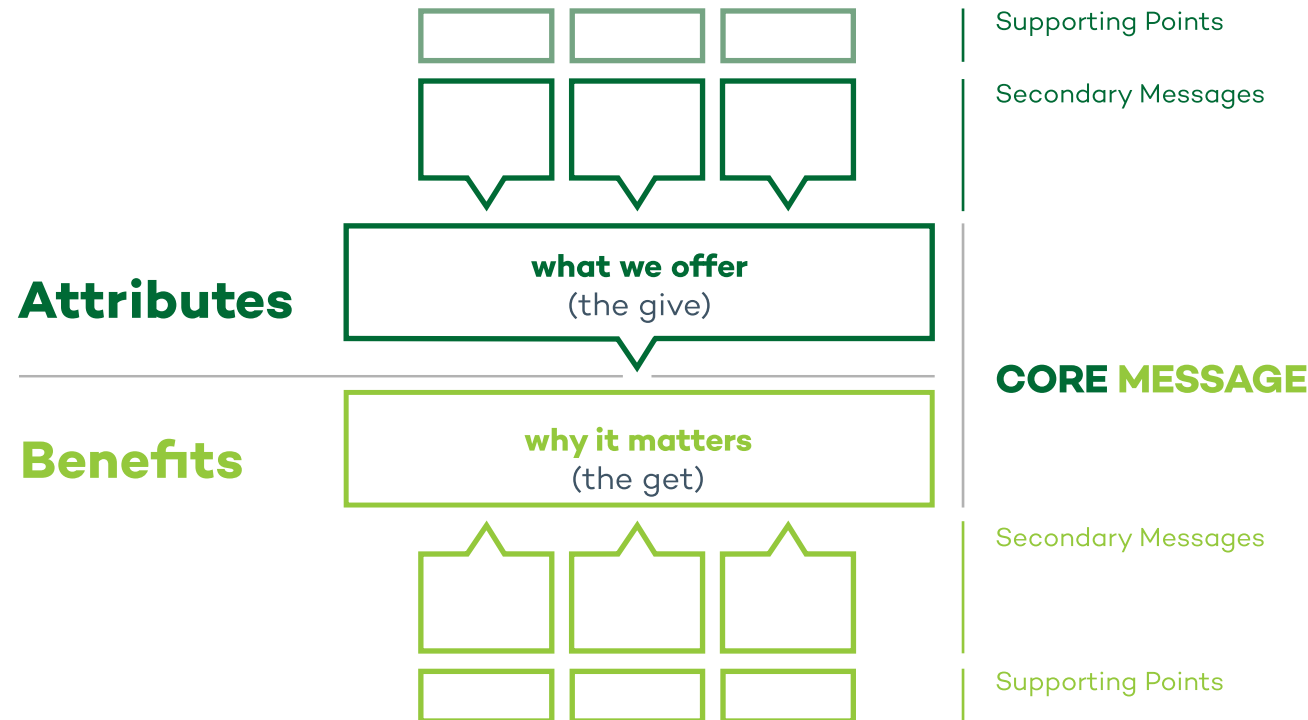 Supporting Points
Secondary Messages
what we offer
(the give)
Attributes
CORE MESSAGE
why it matters
(the get)
Benefits
Secondary Messages
Supporting Points